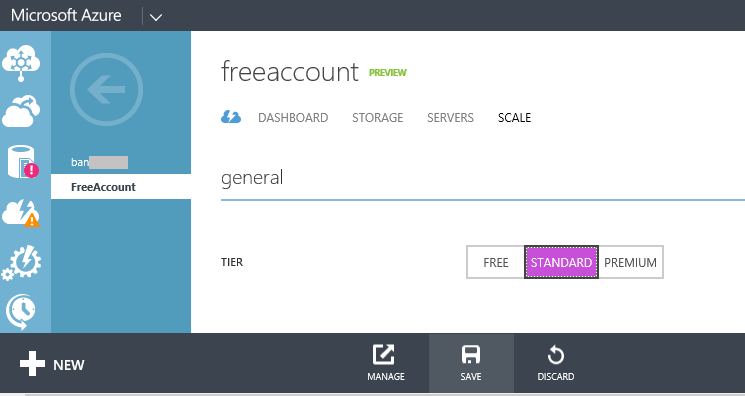 Microsoft Azure
freeaccount PREVIEW
DASHBOARD STORAGE SERVERS SCALE
ban
FreeAccount
general
TIER FREE STANDARD PREMIUM
NEW MANAGE SAVE DISCARD